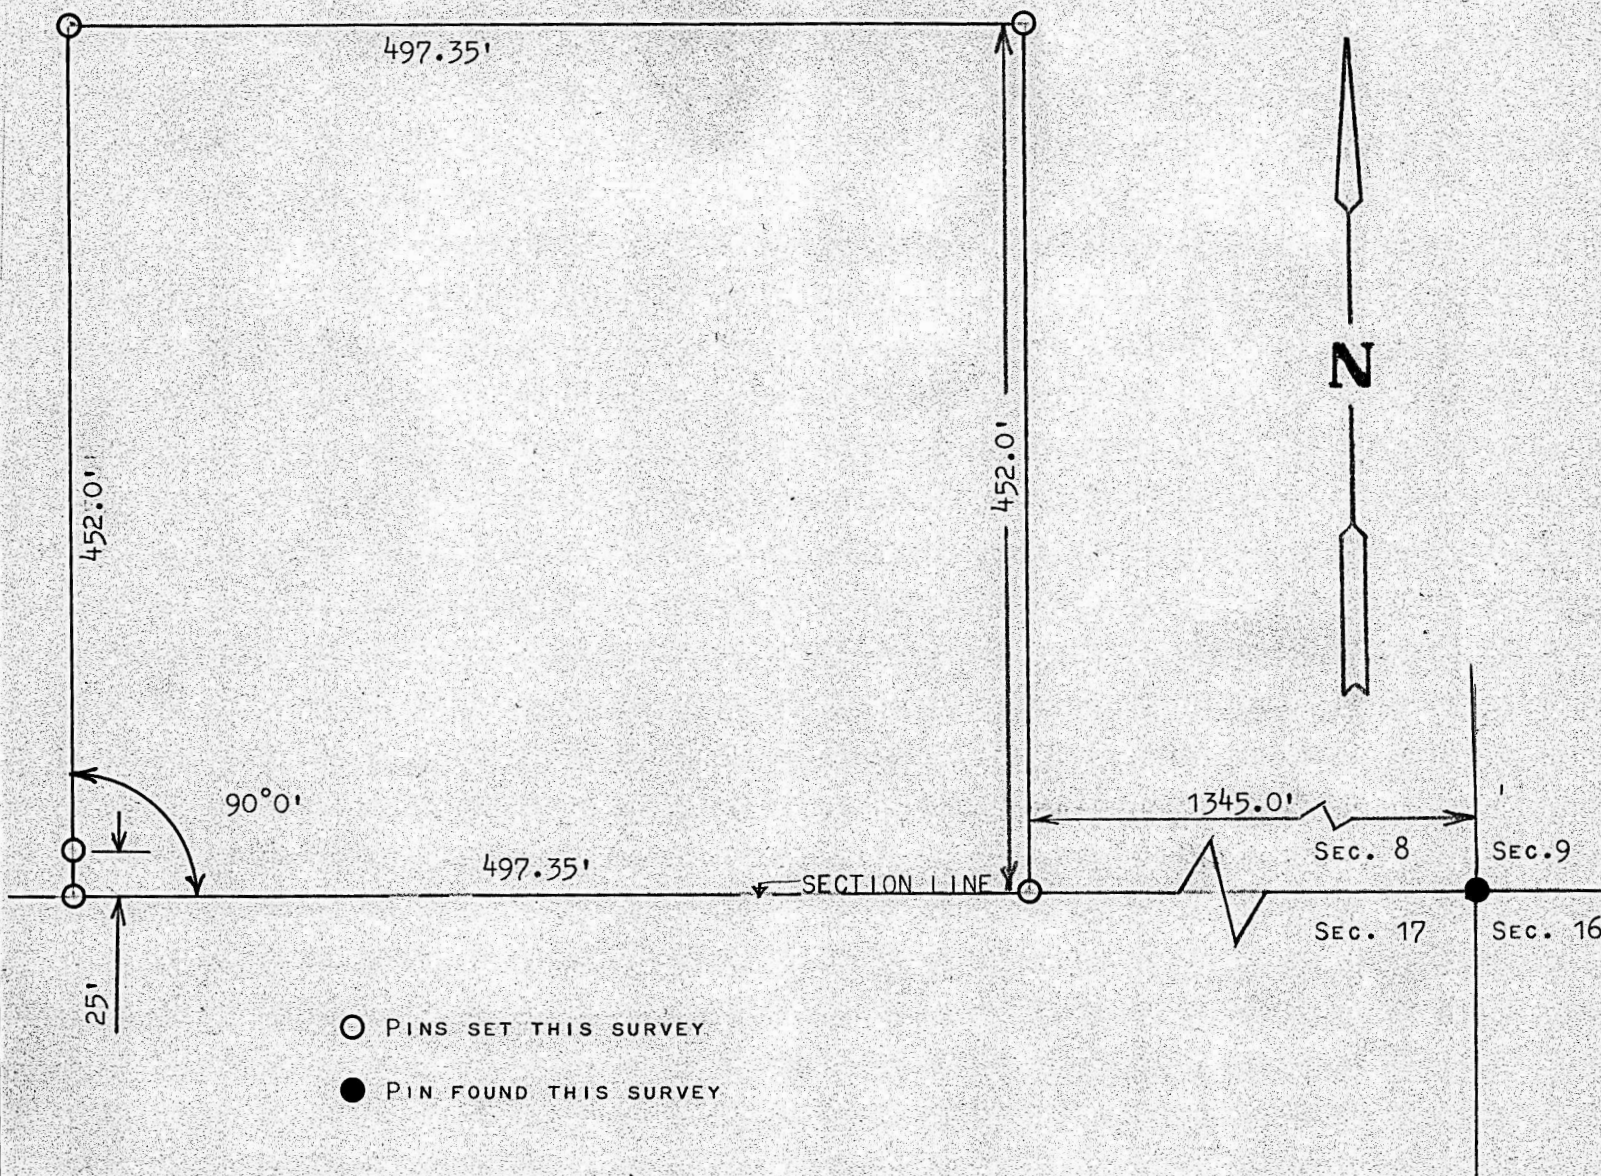 497.35'
N
452.0'
452.0'
90°0'
1345.0'
SEC. 8
SEC.9
497.35'
SECTION LINE
SEC. 17
SEC. 16
25'
PINS SET THIS SURVEY
PIN FOUND THIS SURVEY